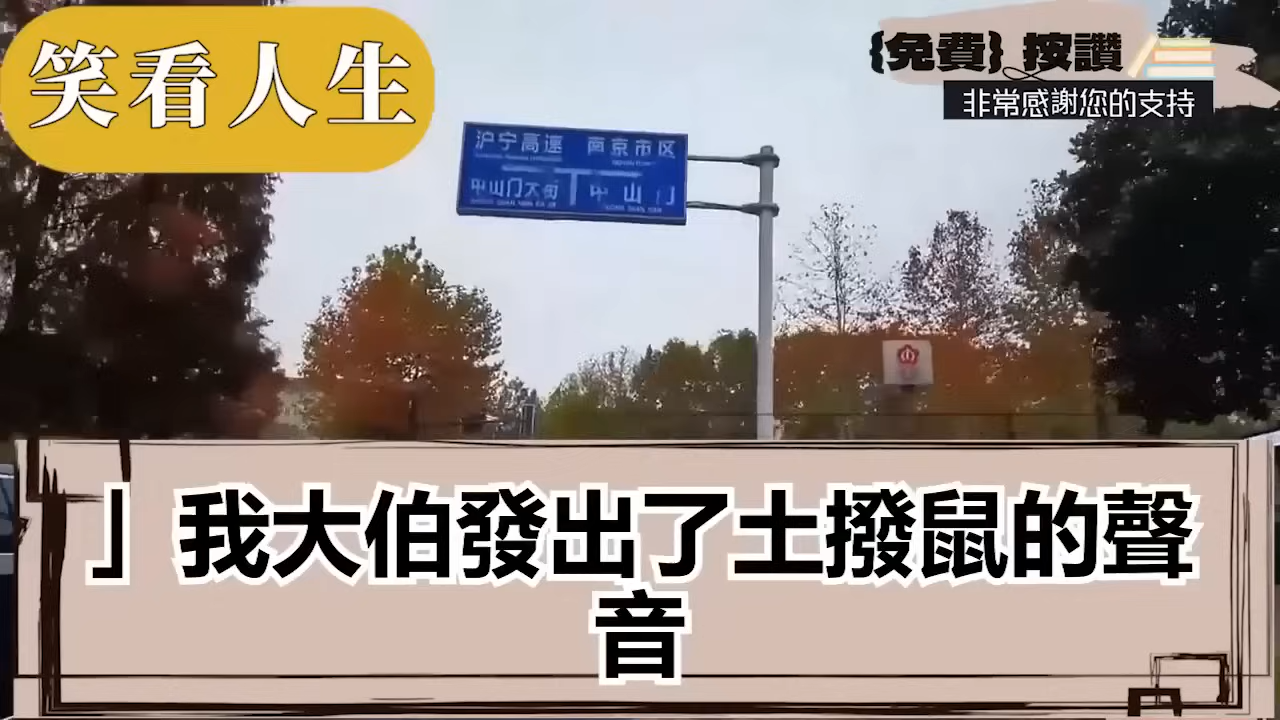 笑看人生
{免費} 按讚
非常感謝您的支持
沪宁高速 南京市区
中山门大街 中山门
」我大伯發出了土撥鼠的聲
音